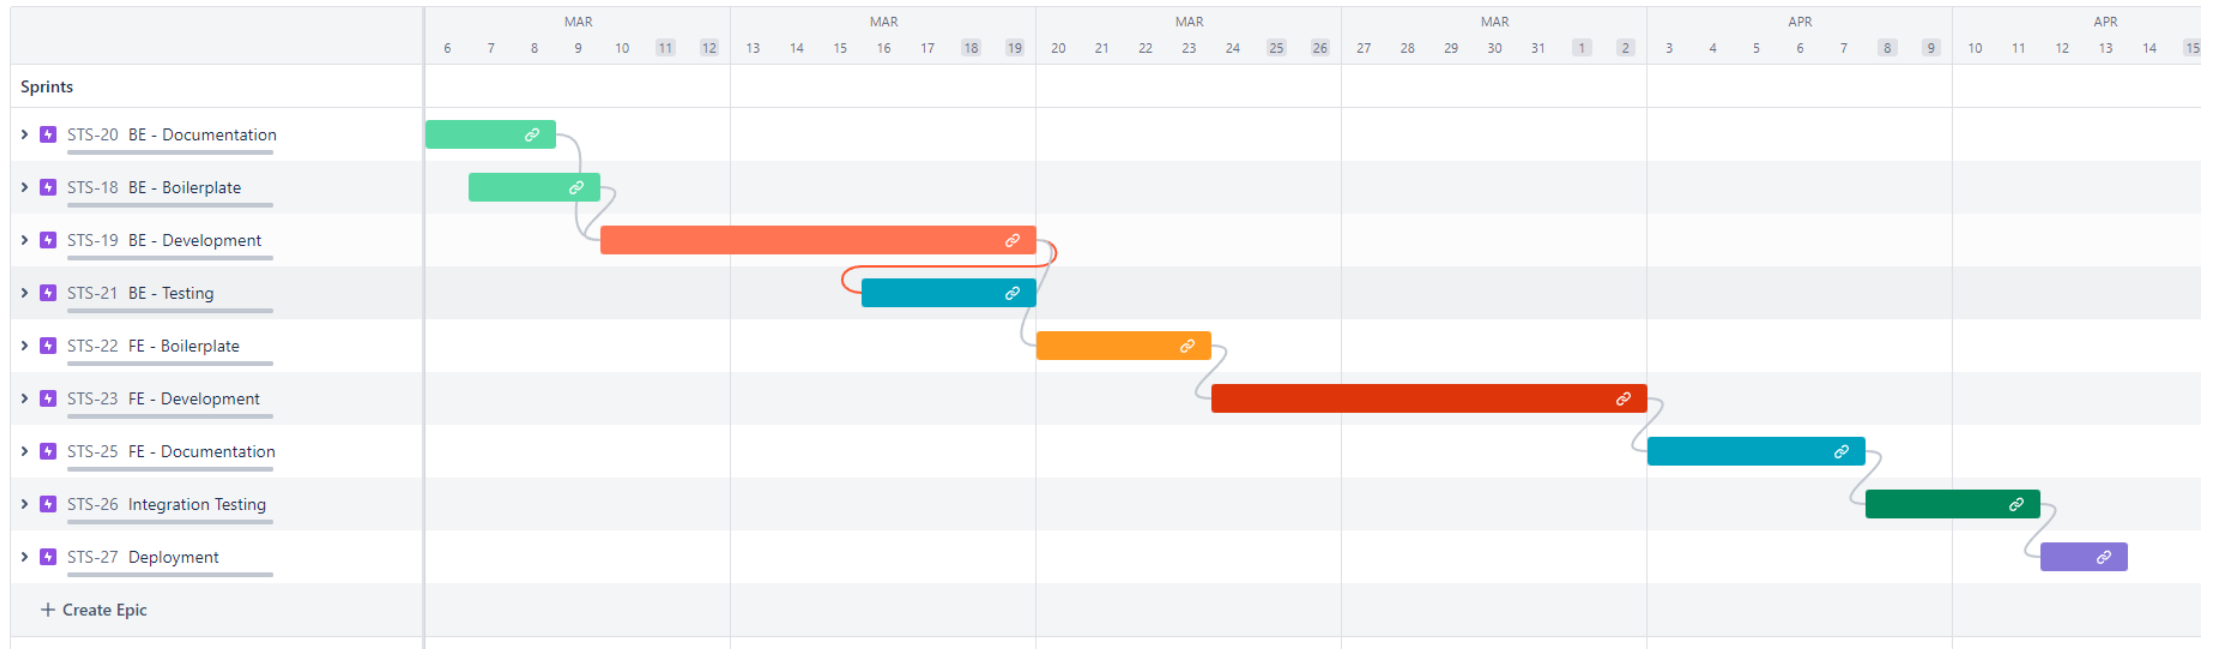 MAR MAR MAR MAR APR APR
6 7 8 9 10 11 12 13 14 15 16 17 18 19 20 21 22 23 24 25 26 27 28 29 30 31 1 2 3 4 5 6 7 8 9 10 11 12 13 14 15
Sprints
STS-20 BE - Documentation
STS-18 BE - Boilerplate
STS-19 BE - Development
STS-21 BE - Testing
STS-22 FE - Boilerplate
STS-23 FE - Development
STS-25 FE - Documentation
STS-26 Integration Testing
STS-27 Deployment
+ Create Epic